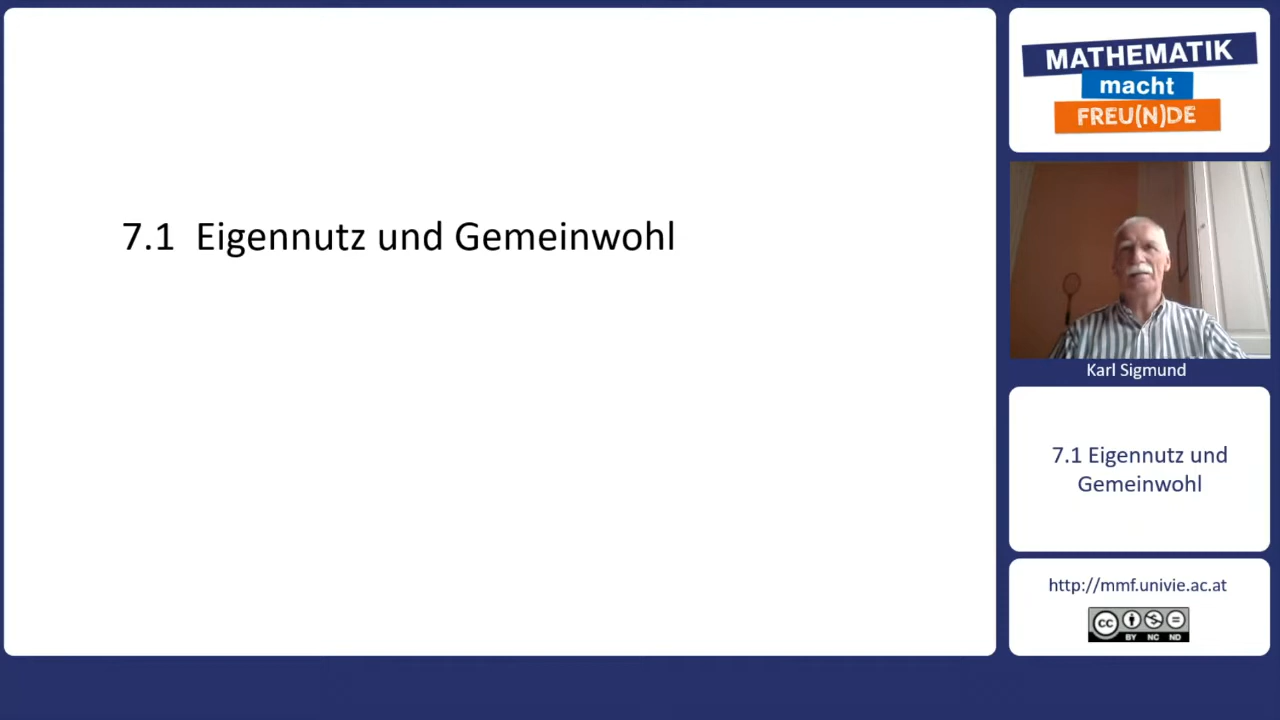 7.1 Eigennutz und Gemeinwohl
MATHEMATIK
macht
FREU(N)DE
Karl Sigmund
7.1 Eigennutz und
Gemeinwohl
http://mmf.univie.ac.at
cc
BY NC ND